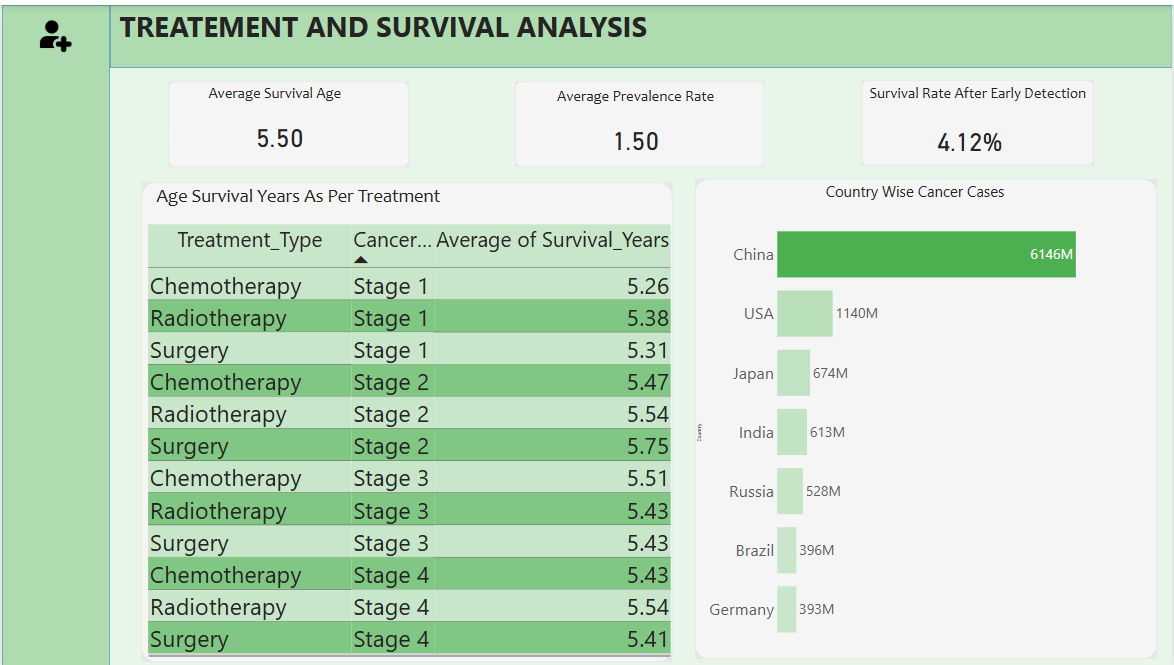 TREATEMENT AND SURVIVAL ANALYSIS
Average Survival Age
5.50
Average Prevalence Rate
1.50
Survival Rate After Early Detection
4.12%
Age Survival Years As Per Treatment
Treatment_Type Cancer... Average of Survival_Years
Chemotherapy Stage 1 5.26
Radiotherapy Stage 1 5.38
Surgery Stage 1 5.31
Chemotherapy Stage 2 5.47
Radiotherapy Stage 2 5.54
Surgery Stage 2 5.75
Chemotherapy Stage 3 5.51
Radiotherapy Stage 3 5.43
Surgery Stage 3 5.43
Chemotherapy Stage 4 5.43
Radiotherapy Stage 4 5.54
Surgery Stage 4 5.41
Country Wise Cancer Cases
Country
China 6146M
USA 1140M
Japan 674M
India 613M
Russia 528M
Brazil 396M
Germany 393M